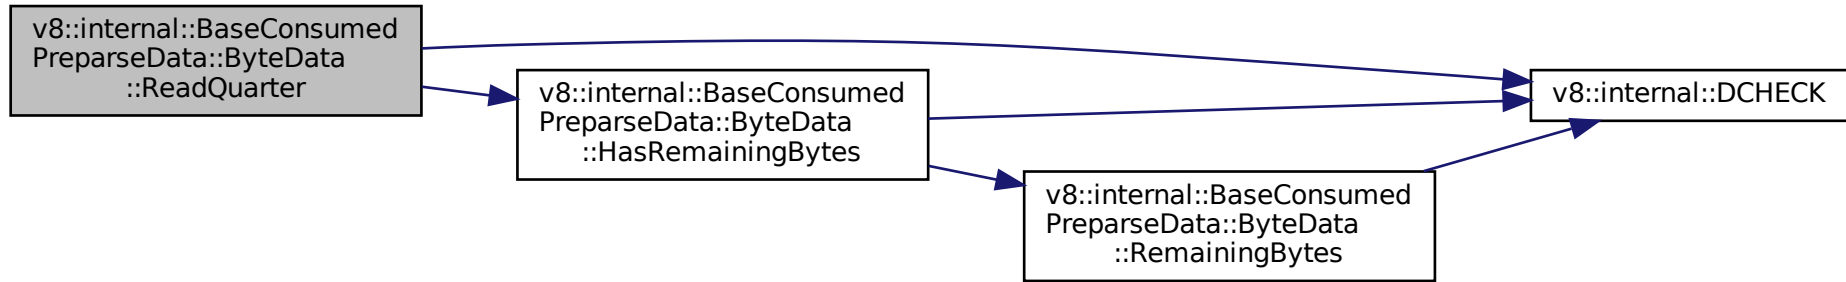 v8::internal::BaseConsumed
PreparseData::ByteData
::ReadQuarter
v8::internal::BaseConsumed
PreparseData::ByteData
::HasRemainingBytes
v8::internal::BaseConsumed
PreparseData::ByteData
::RemainingBytes
v8::internal::DCHECK